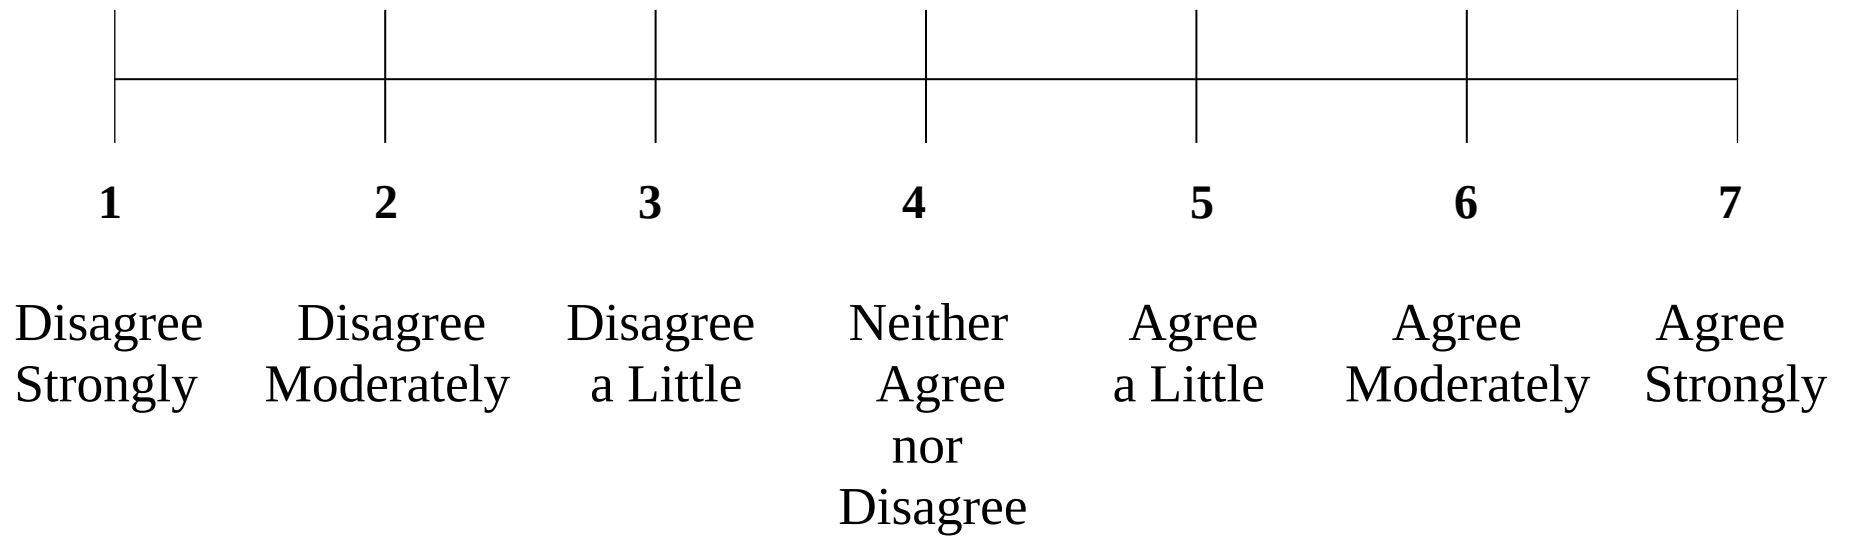 1 2 3 4 5 6 7
Disagree Disagree Disagree Neither Agree Agree Agree
Strongly Moderately a Little Agree a Little Moderately Strongly
nor
Disagree